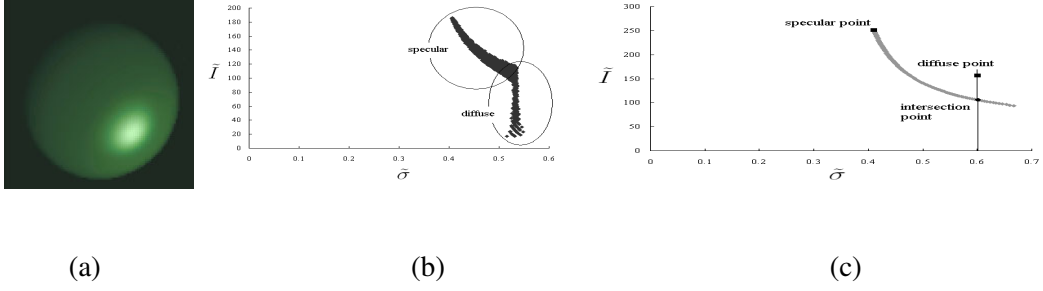 200
180
160
140
120
100
80
60
40
20
0
Ĩ
specular
diffuse
0 0.1 0.2 0.3 0.4 0.5 0.6
σ̃
300
250
200
150
100
50
0
Ĩ
specular point
diffuse point
intersection
point
0 0.1 0.2 0.3 0.4 0.5 0.6 0.7
σ̃
(a) (b) (c)